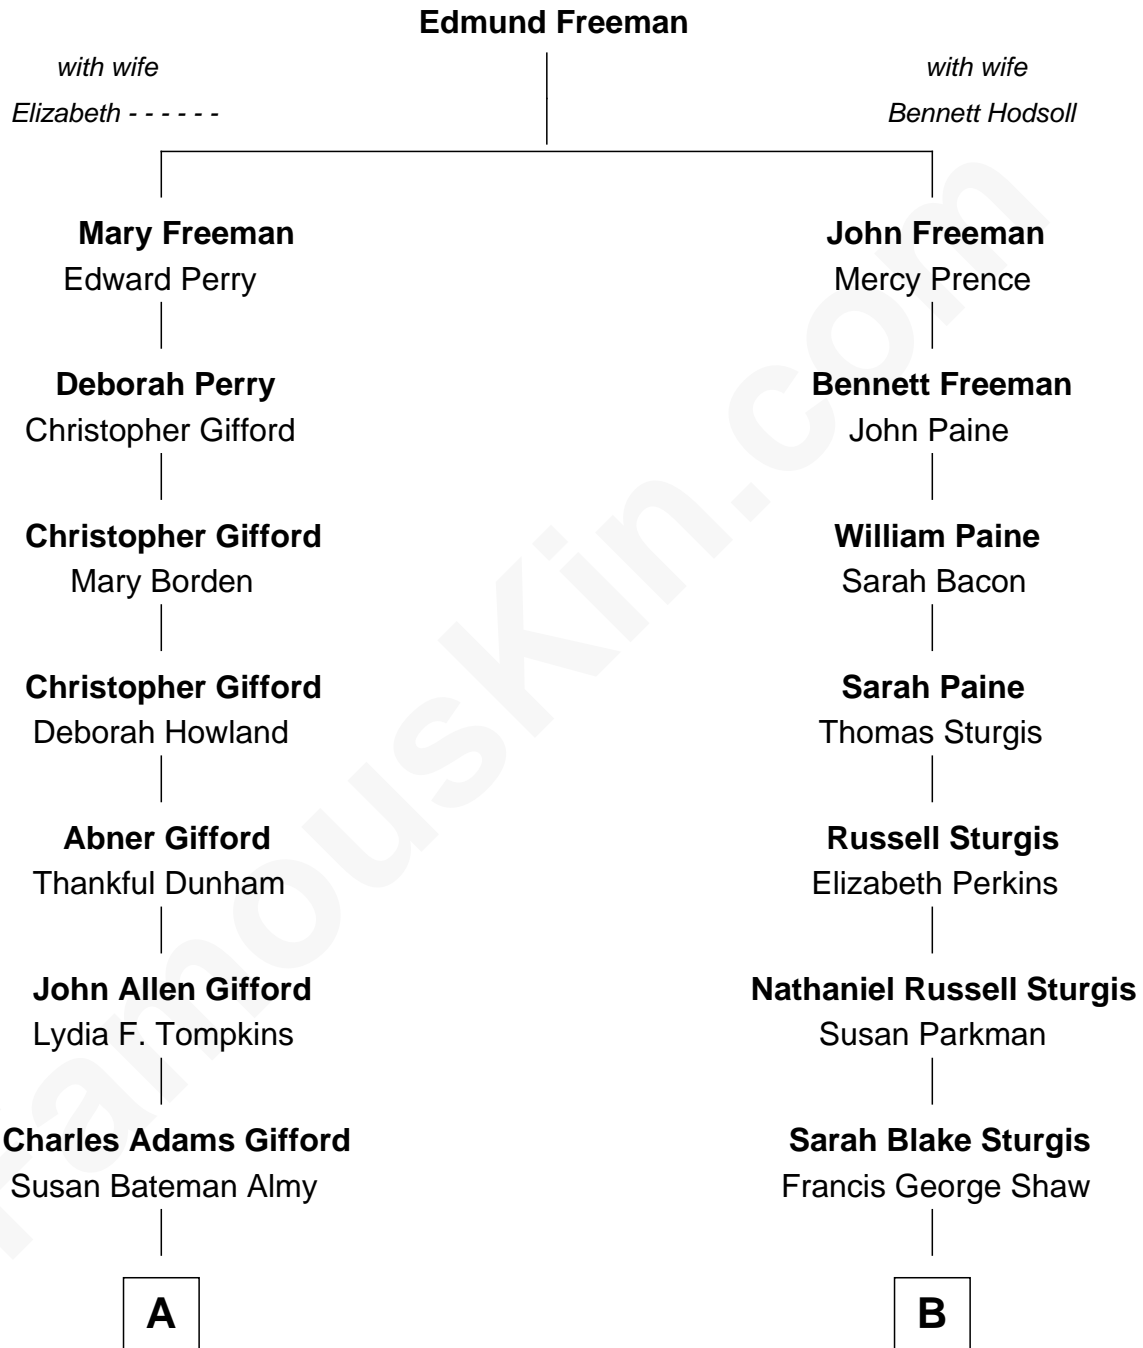 Edmund Freeman
with wife
Elizabeth - - - - - -
with wife
Bennett Hodsoll
Mary Freeman
Edward Perry
John Freeman
Mercy Prence
Deborah Perry
Christopher Gifford
Bennett Freeman
John Paine
Christopher Gifford
Mary Borden
William Paine
Sarah Bacon
Christopher Gifford
Deborah Howland
Sarah Paine
Thomas Sturgis
Abner Gifford
Thankful Dunham
Russell Sturgis
Elizabeth Perkins
John Allen Gifford
Lydia F. Tompkins
Nathaniel Russell Sturgis
Susan Parkman
Charles Adams Gifford
Susan Bateman Almy
Sarah Blake Sturgis
Francis George Shaw
A
B
FamousKin.com